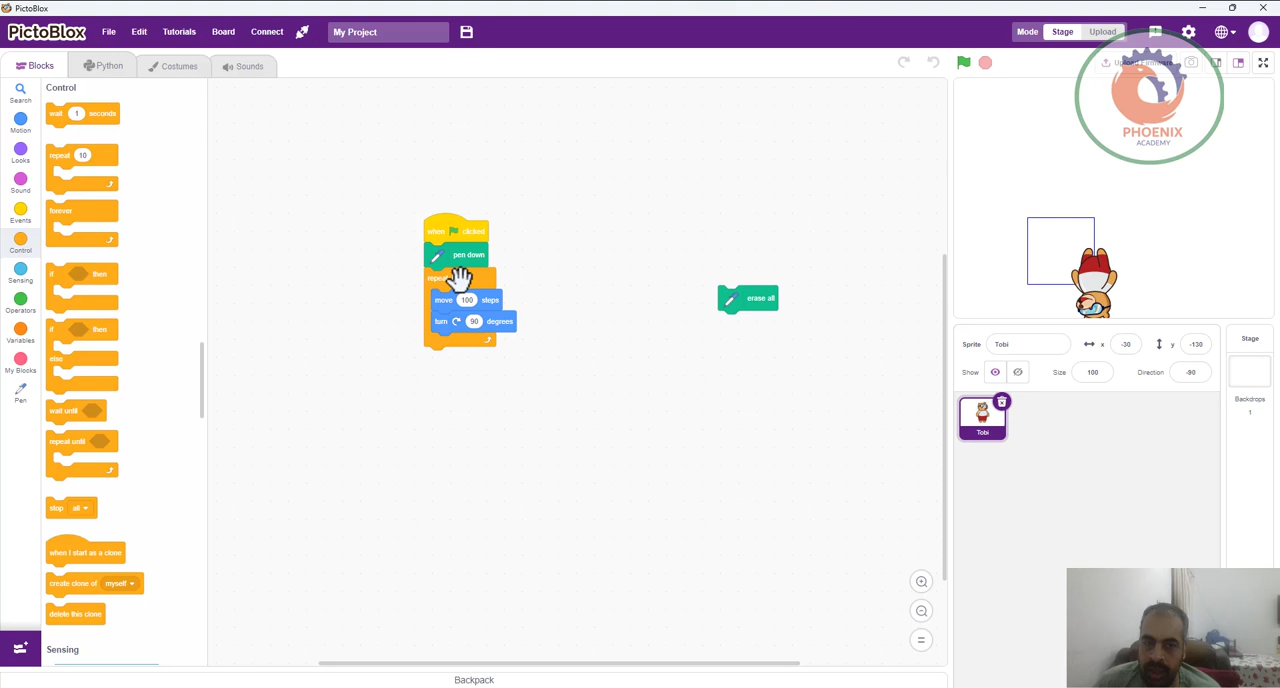 PictoBlox
PictoBlox File Edit Tutorials Board Connect My Project Mode Stage Upload
Blocks Python Costumes Sounds Upload Firmware
Search
Motion
Looks
Sound
Events
Control
Sensing
Operators
Variables
My Blocks
Pen
Control
wait 1 seconds
repeat 10
forever
if then
if then
else
wait until
repeat until
stop all
when I start as a clone
create clone of myself
delete this clone
Sensing
when clicked
pen down
move 100 steps
turn 90 degrees
erase all
PHOENIX
ACADEMY
Sprite Tobi x -30 y -130
Show Size 100 Direction -90
Tobi
Stage
Backdrops
1
Backpack